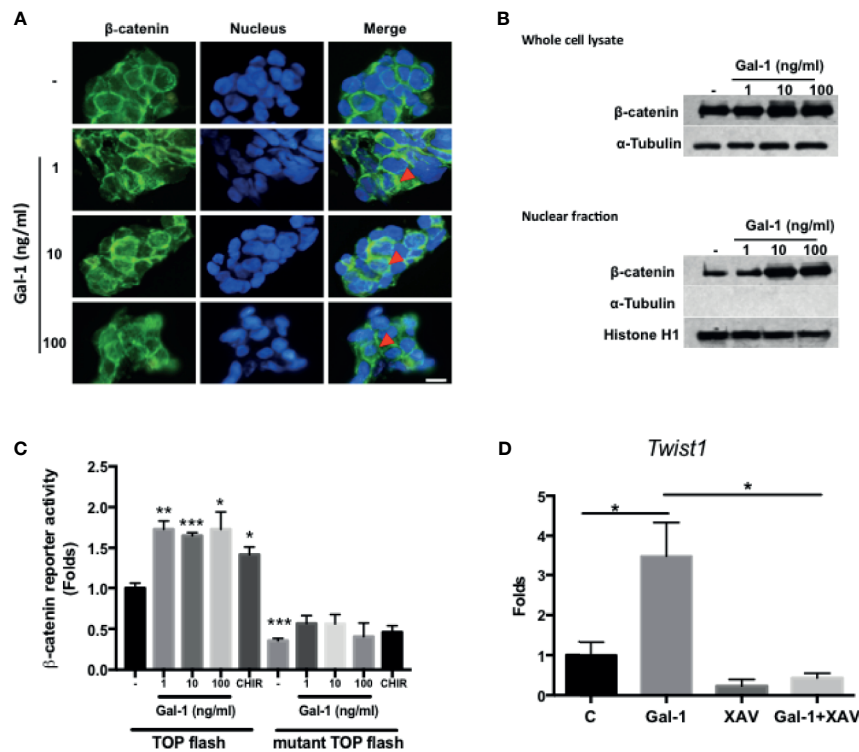 A
β-catenin Nucleus Merge
-
1
10
100
Gal-1 (ng/ml)
B
Whole cell lysate
Gal-1 (ng/ml)
- 1 10 100
β-catenin
α-Tubulin
Nuclear fraction
Gal-1 (ng/ml)
- 1 10 100
β-catenin
α-Tubulin
Histone H1
C
β-catenin reporter activity
(Folds)
2.5
2.0
1.5
1.0
0.5
0.0
** *** * * ***
- 1 10 100 CHIR - 1 10 100 CHIR
Gal-1 (ng/ml) Gal-1 (ng/ml)
TOP flash mutant TOP flash
D
Twist1
Folds
5
4
3
2
1
0
* *
C Gal-1 XAV Gal-1+XAV